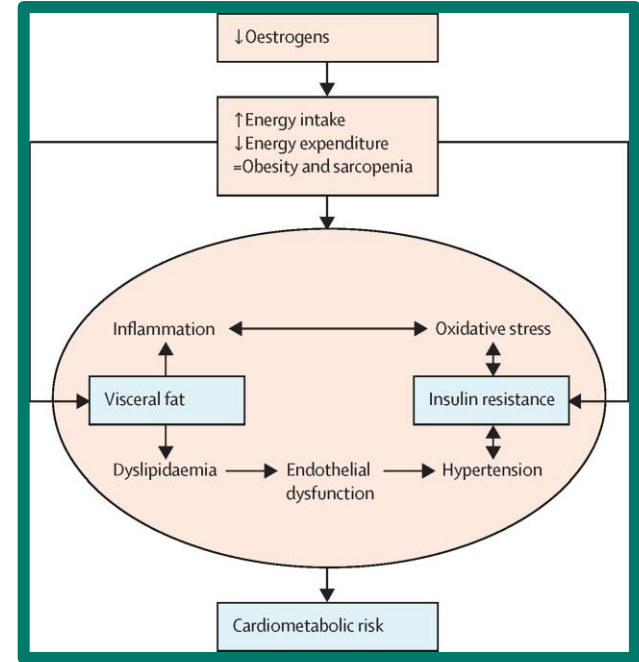 ↓Oestrogens
↑Energy intake
↓Energy expenditure
=Obesity and sarcopenia
Inflammation
Oxidative stress
Visceral fat
Insulin resistance
Dyslipidaemia
Endothelial
dysfunction
Hypertension
Cardiometabolic risk